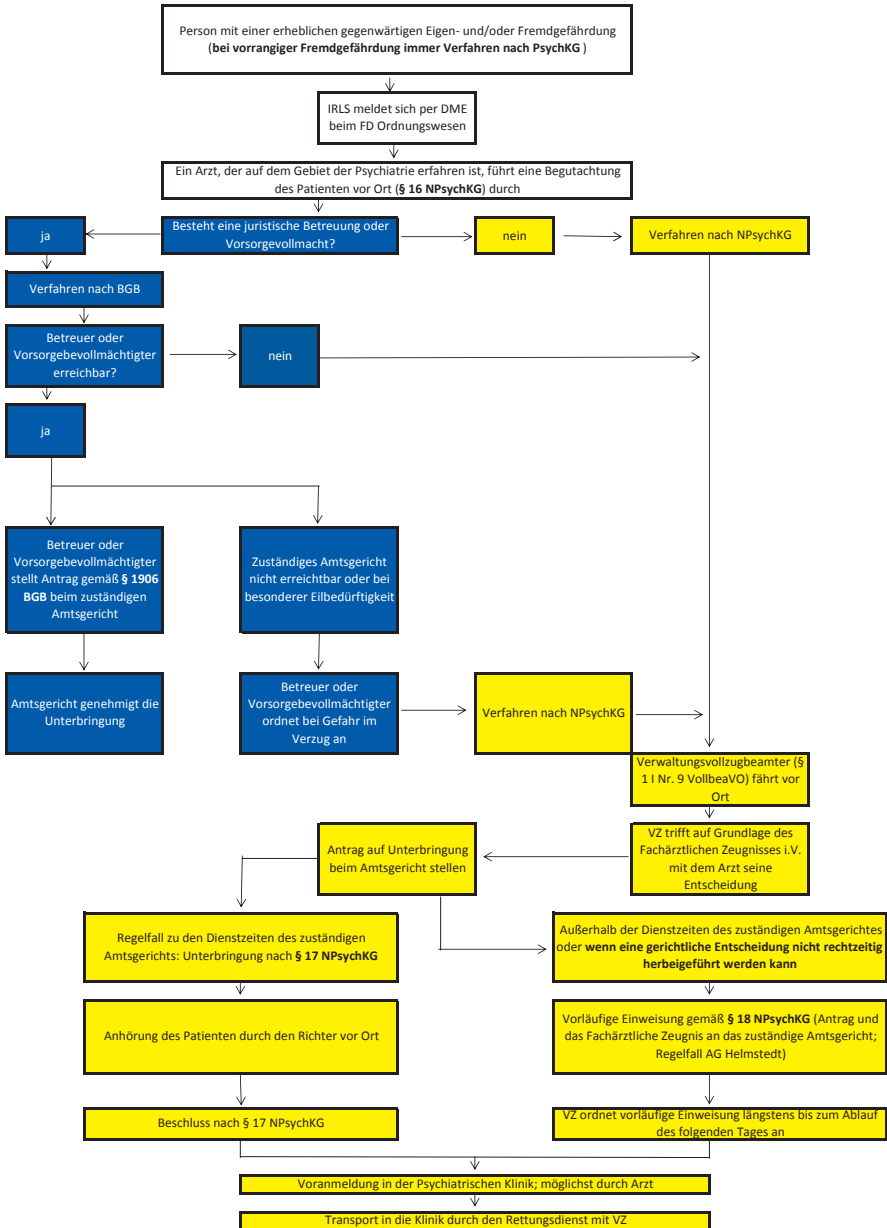 Person mit einer erheblichen gegenwärtigen Eigen- und/oder Fremdgefährdung
(bei vorrangiger Fremdgefährdung immer Verfahren nach PsychKG )
IRLS meldet sich per DME
beim FD Ordnungswesen
Ein Arzt, der auf dem Gebiet der Psychiatrie erfahren ist, führt eine Begutachtung
des Patienten vor Ort (§ 16 NPsychKG) durch
ja
Besteht eine juristische Betreuung oder
Vorsorgevollmacht?
nein
Verfahren nach NPsychKG
Verfahren nach BGB
Betreuer oder
Vorsorgebevollmächtigter
erreichbar?
nein
ja
Betreuer oder
Vorsorgebevollmächtigter
stellt Antrag gemäß § 1906
BGB beim zuständigen
Amtsgericht
Zuständiges Amtsgericht
nicht erreichtbar oder bei
besonderer Eilbedürftigkeit
Amtsgericht genehmigt die
Unterbringung
Betreuer oder
Vorsorgebevollmächtigter
ordnet bei Gefahr im
Verzug an
Verfahren nach NPsychKG
Verwaltungsvollzugbeamter (§
1 I Nr. 9 VollbeaVO) fährt vor
Ort
VZ trifft auf Grundlage des
Fachärztlichen Zeugnisses i.V.
mit dem Arzt seine
Entscheidung
Antrag auf Unterbringung
beim Amtsgericht stellen
Regelfall zu den Dienstzeiten des zuständigen
Amtsgerichts: Unterbringung nach § 17 NPsychKG
Außerhalb der Dienstzeiten des zuständigen Amtsgerichtes
oder wenn eine gerichtliche Entscheidung nicht rechtzeitig
herbeigeführt werden kann
Anhörung des Patienten durch den Richter vor Ort
Vorläufige Einweisung gemäß § 18 NPsychKG (Antrag und
das Fachärztliche Zeugnis an das zuständige Amtsgericht;
Regelfall AG Helmstedt)
Beschluss nach § 17 NPsychKG
VZ ordnet vorläufige Einweisung längstens bis zum Ablauf
des folgenden Tages an
Voranmeldung in der Psychiatrischen Klinik; möglichst durch Arzt
Transport in die Klinik durch den Rettungsdienst mit VZ